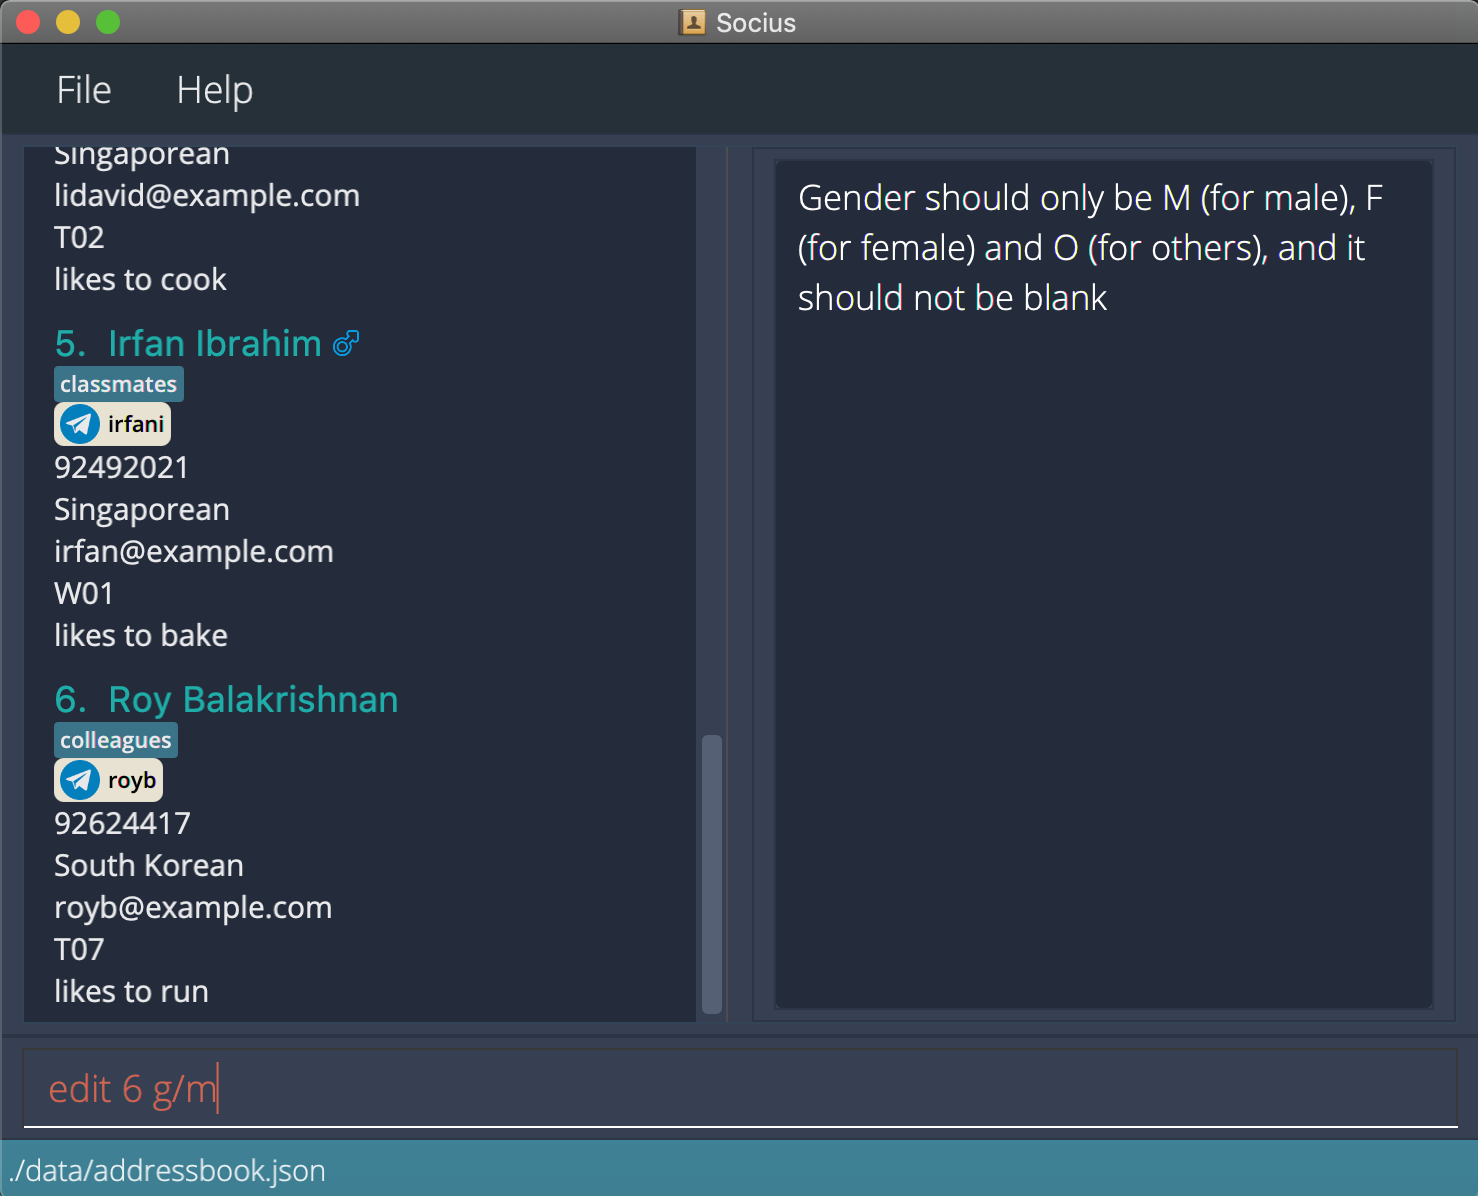 Socius
File Help
Singaporean
lidavid@example.com
T02
likes to cook
5. Irfan Ibrahim
classmates
irfani
92492021
Singaporean
irfan@example.com
W01
likes to bake
6. Roy Balakrishnan
colleagues
royb
92624417
South Korean
royb@example.com
T07
likes to run
Gender should only be M (for male), F
(for female) and O (for others), and it
should not be blank
edit 6 g/m
./data/addressbook.json